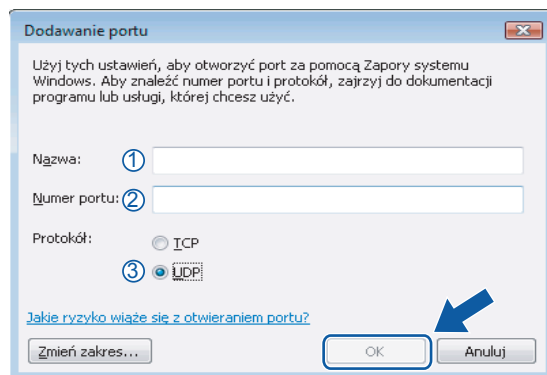 Dodawanie portu
Użyj tych ustawień, aby otworzyć port za pomocą Zapory systemu
Windows. Aby znaleźć numer portu i protokół, zajrzyj do dokumentacji
programu lub usługi, której chcesz użyć.
Nazwa: 1
Numer portu: 2
Protokół: TCP
3 UDP
Jakie ryzyko wiąże się z otwieraniem portu?
Zmień zakres... OK Anuluj